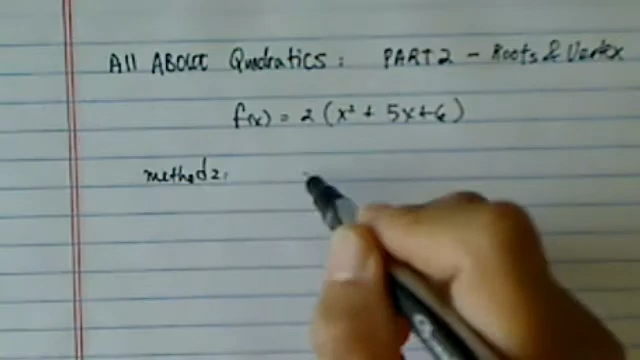 All ABOUT Quadratics : PART 2 - Roots & Vertex
f(x) = 2 (x² + 5x + 6)
method 2: